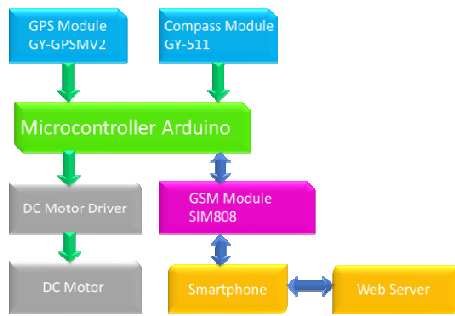 GPS Module
GY-GPSMV2
Compass Module
GY-511
Microcontroller Arduino
DC Motor Driver
GSM Module
SIM808
DC Motor
Smartphone
Web Server